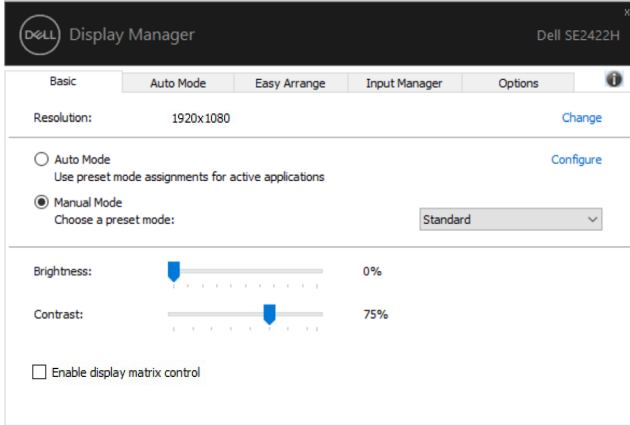 x
DELL Display Manager
Dell SE2422H
Basic
Auto Mode
Easy Arrange
Input Manager
Options
i
Resolution: 1920x1080 Change
Auto Mode Configure
Use preset mode assignments for active applications
Manual Mode
Choose a preset mode: Standard
Brightness: 0%
Contrast: 75%
Enable display matrix control